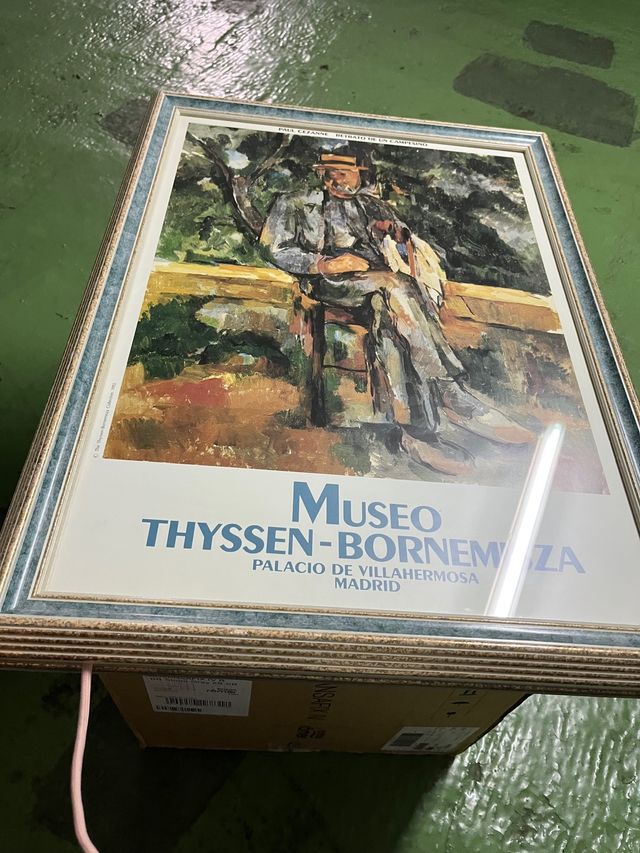 PAUL CEZANNE RETRATO DE UN CAMPESINO
MUSEO
THYSSEN-BORNEMISZA
PALACIO DE VILLAHERMOSA
MADRID